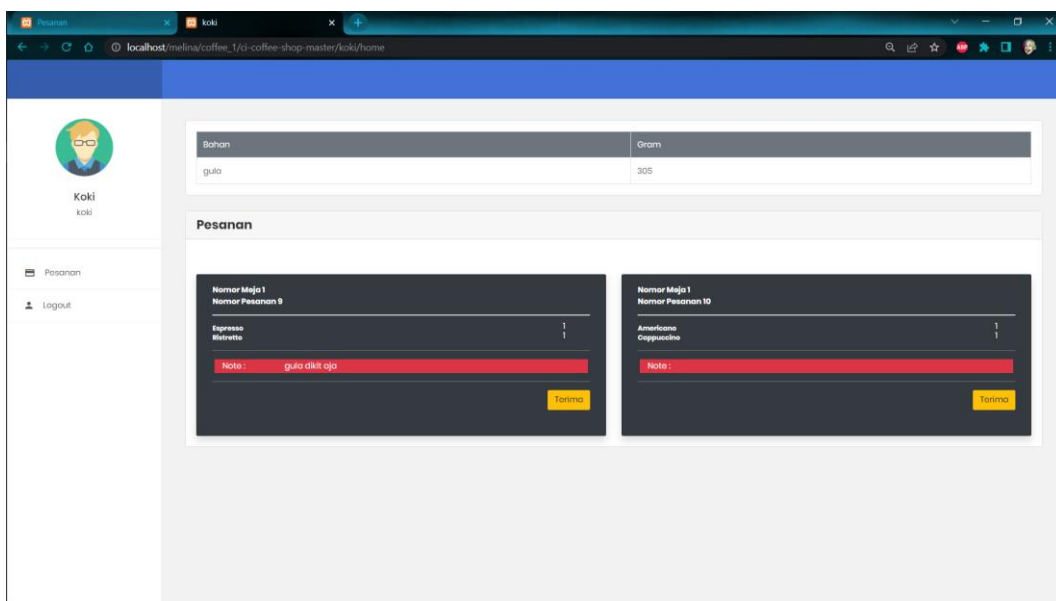 Pesanan
koki
localhost/melina/coffee_1/ci-coffee-shop-master/koki/home
Koki
koki
Pesanan
Logout
Bahan Gram
gula 305
Pesanan
Nomor Meja 1
Nomor Pesanan 9
Espresso 1
Ristretto 1
Note : gula dikit aja
Terima
Nomor Meja 1
Nomor Pesanan 10
Americano 1
Cappuccino 1
Note :
Terima